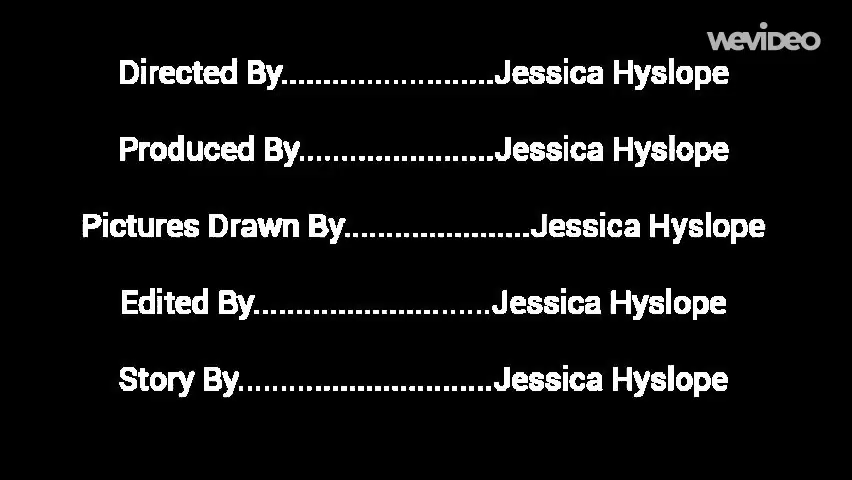 WEVIDEO
Directed By.........................Jessica Hyslope
Produced By.......................Jessica Hyslope
Pictures Drawn By......................Jessica Hyslope
Edited By............................Jessica Hyslope
Story By..............................Jessica Hyslope